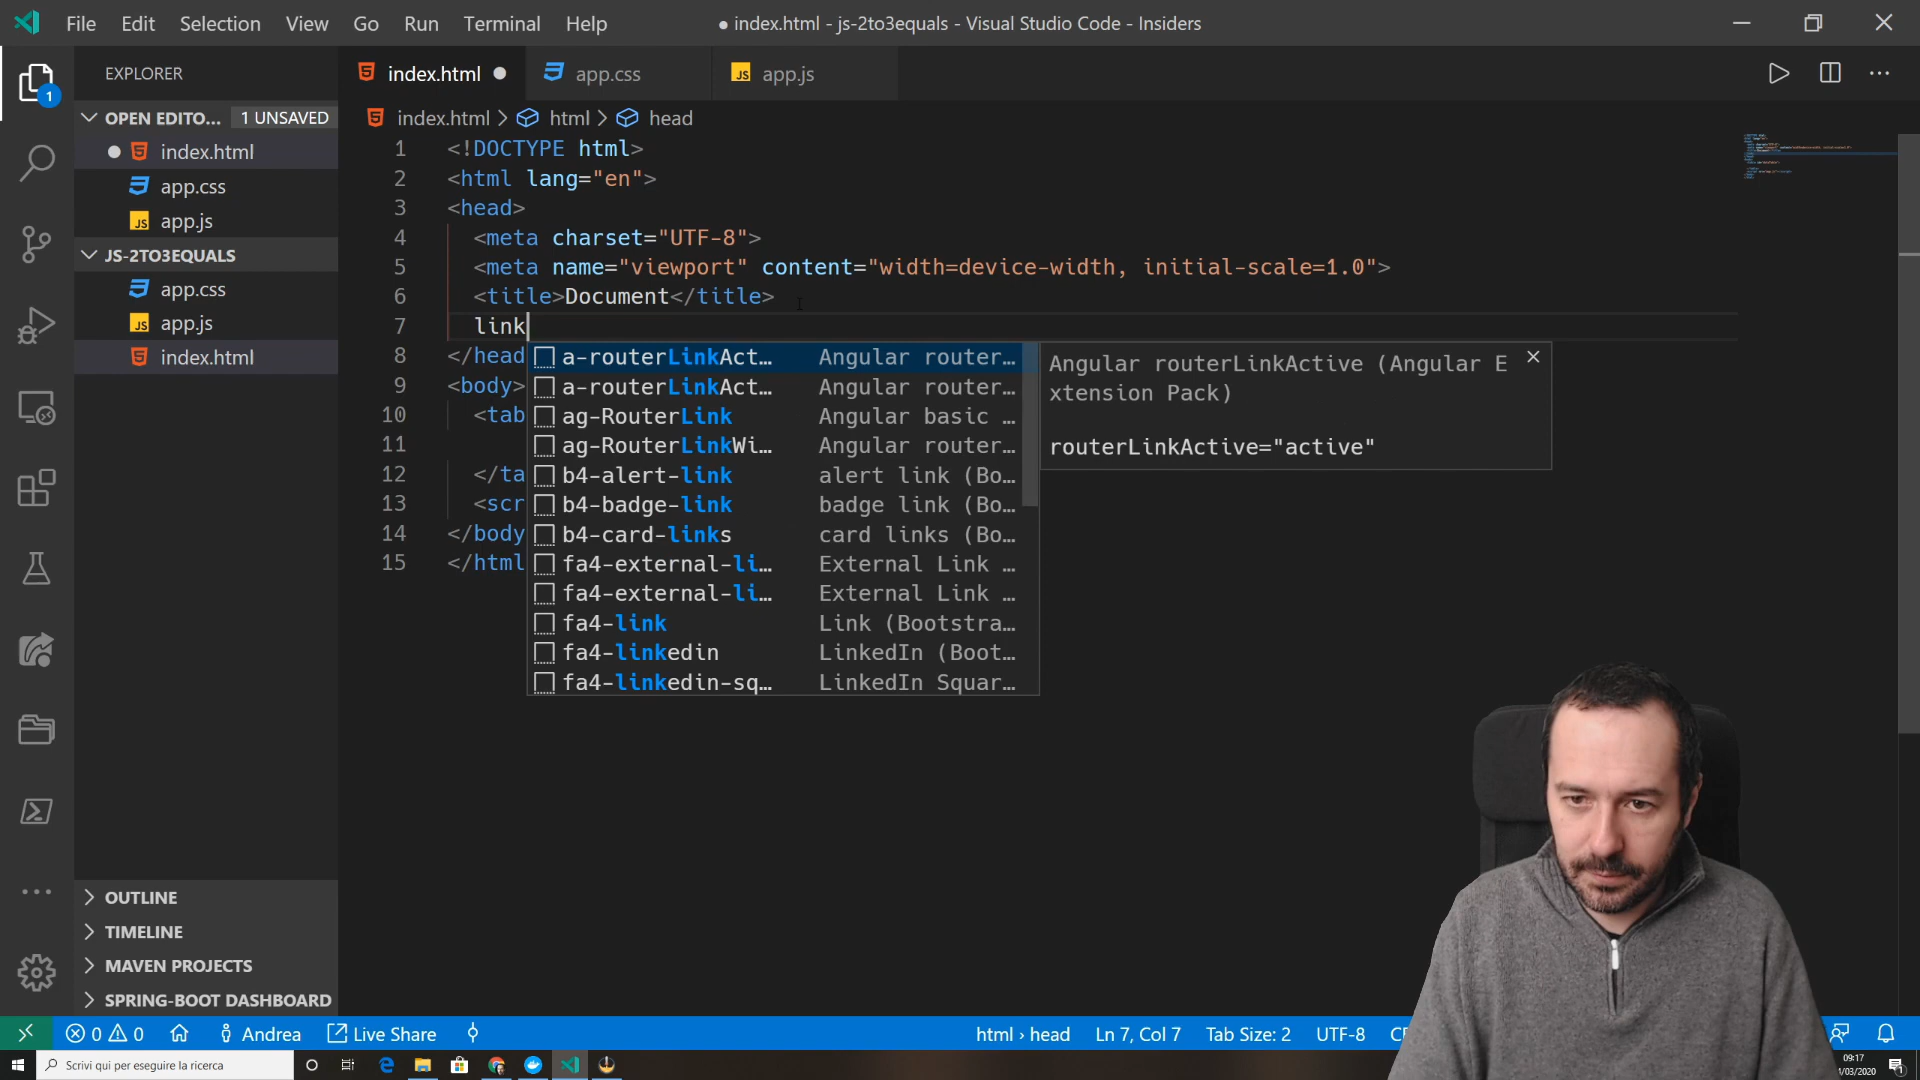 File Edit Selection View Go Run Terminal Help
● index.html - js-2to3equals - Visual Studio Code - Insiders
EXPLORER
OPEN EDITO... 1 UNSAVED
index.html
app.css
app.js
JS-2TO3EQUALS
app.css
app.js
index.html
OUTLINE
TIMELINE
MAVEN PROJECTS
SPRING-BOOT DASHBOARD
1
index.html app.css JS app.js
index.html > html > head
1 <!DOCTYPE html>
2 <html lang="en">
3 <head>
4 <meta charset="UTF-8">
5 <meta name="viewport" content="width=device-width, initial-scale=1.0">
6 <title>Document</title>
7 link
8 </head
9 <body>
10 <tab
11
12 </ta
13 <scr
14 </body
15 </html
a-routerLinkAct… Angular router…
a-routerLinkAct… Angular router…
ag-RouterLink Angular basic …
ag-RouterLinkWi… Angular router…
b4-alert-link alert link (Bo…
b4-badge-link badge link (Bo…
b4-card-links card links (Bo…
fa4-external-li… External Link …
fa4-external-li… External Link …
fa4-link Link (Bootstra…
fa4-linkedin LinkedIn (Boot…
fa4-linkedin-sq… LinkedIn Squar…
Angular routerLinkActive (Angular E
xtension Pack)
routerLinkActive="active"
0 0 Andrea Live Share html › head Ln 7, Col 7 Tab Size: 2 UTF-8
Scrivi qui per eseguire la ricerca
09:17